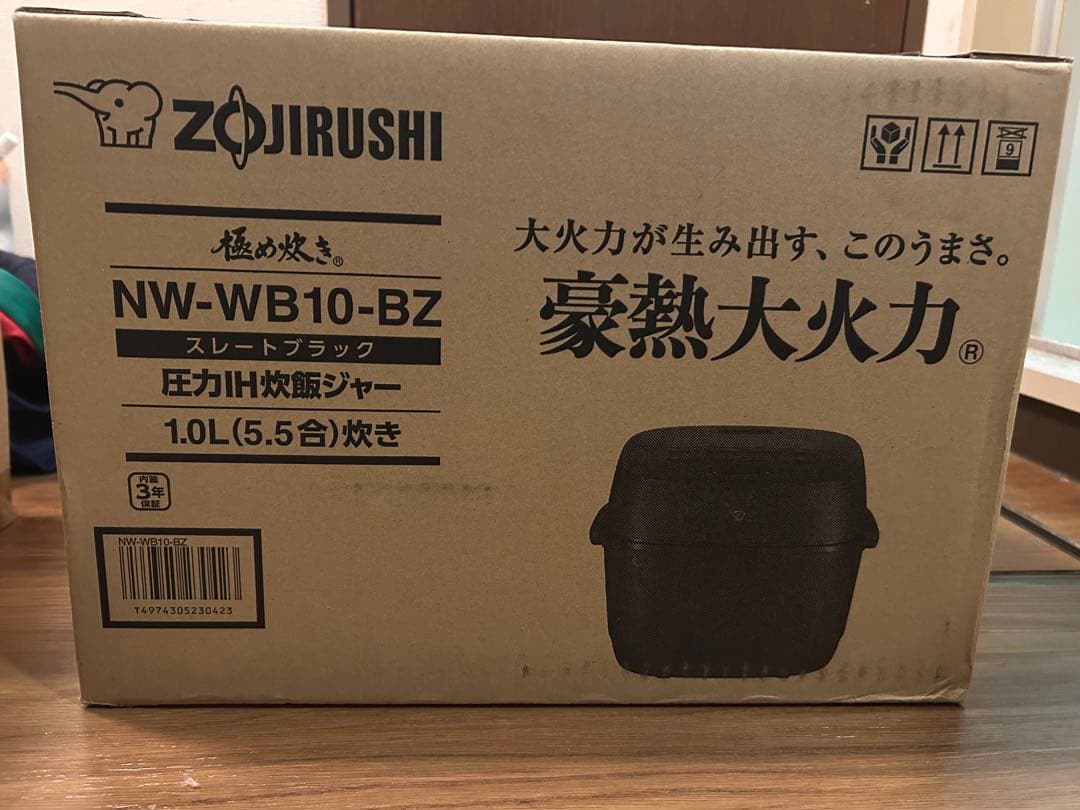 ZOJIRUSHI
極め炊き®
NW-WB10-BZ
スレートブラック
圧力IH炊飯ジャー
1.0L(5.5合)炊き
内釜
3年
保証
NW-WB10-BZ
T4974305230423
9
大火力が生み出す、このうまさ。
豪熱大火力®